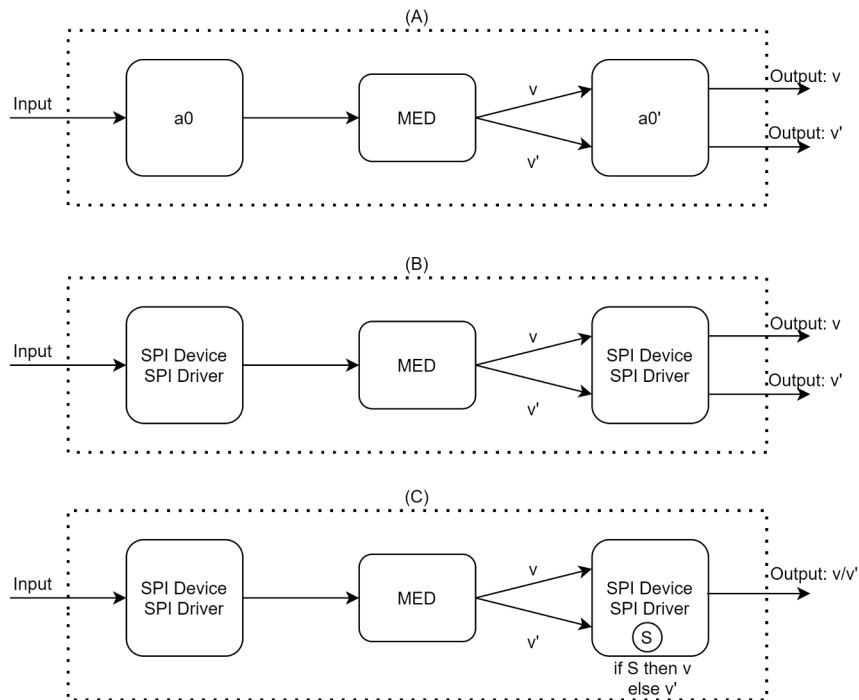 (A)
Input
a0
MED
v
v'
a0'
Output: v
Output: v'
(B)
Input
SPI Device
SPI Driver
MED
v
v'
SPI Device
SPI Driver
Output: v
Output: v'
(C)
Input
SPI Device
SPI Driver
MED
v
v'
SPI Device
SPI Driver
S
if S then v
else v'
Output: v/v'